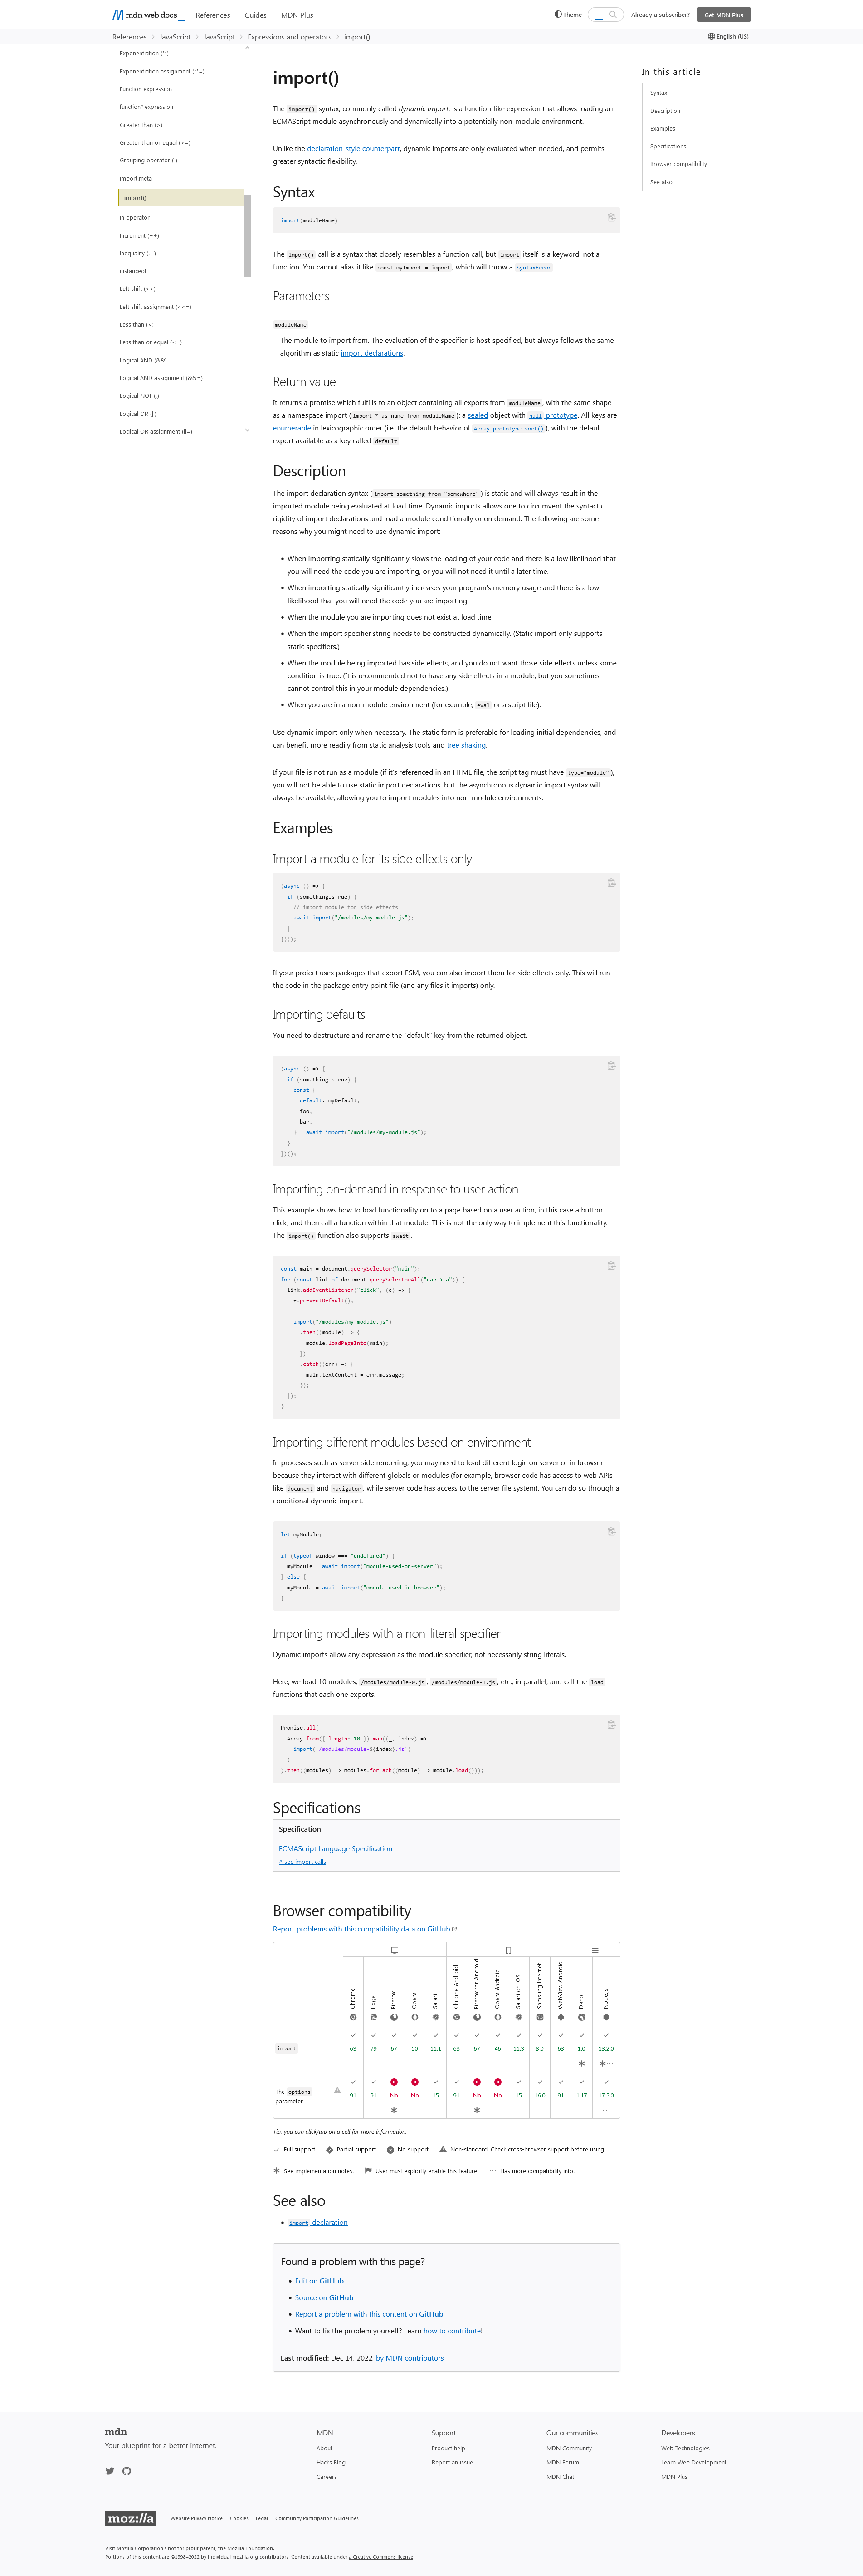 mdn web docs_
References
Guides
MDN Plus
Theme
Already a subscriber?
Get MDN Plus
References
JavaScript
JavaScript
Expressions and operators
import()
English (US)
Exponentiation (**)
Exponentiation assignment (**=)
Function expression
function* expression
Greater than (>)
Greater than or equal (>=)
Grouping operator ( )
import.meta
import()
in operator
Increment (++)
Inequality (!=)
instanceof
Left shift (<<)
Left shift assignment (<<=)
Less than (<)
Less than or equal (<=)
Logical AND (&&)
Logical AND assignment (&&=)
Logical NOT (!)
Logical OR (||)
Logical OR assignment (||=)
import()
The import() syntax, commonly called dynamic import, is a function-like expression that allows loading an
ECMAScript module asynchronously and dynamically into a potentially non-module environment.
Unlike the declaration-style counterpart, dynamic imports are only evaluated when needed, and permits
greater syntactic flexibility.
Syntax
import(moduleName)
The import() call is a syntax that closely resembles a function call, but import itself is a keyword, not a
function. You cannot alias it like const myImport = import, which will throw a SyntaxError.
Parameters
moduleName
The module to import from. The evaluation of the specifier is host-specified, but always follows the same
algorithm as static import declarations.
Return value
It returns a promise which fulfills to an object containing all exports from moduleName, with the same shape
as a namespace import (import * as name from moduleName): a sealed object with null prototype. All keys are
enumerable in lexicographic order (i.e. the default behavior of Array.prototype.sort()), with the default
export available as a key called default.
Description
The import declaration syntax (import something from "somewhere") is static and will always result in the
imported module being evaluated at load time. Dynamic imports allows one to circumvent the syntactic
rigidity of import declarations and load a module conditionally or on demand. The following are some
reasons why you might need to use dynamic import:
• When importing statically significantly slows the loading of your code and there is a low likelihood that
you will need the code you are importing, or you will not need it until a later time.
• When importing statically significantly increases your program's memory usage and there is a low
likelihood that you will need the code you are importing.
• When the module you are importing does not exist at load time.
• When the import specifier string needs to be constructed dynamically. (Static import only supports
static specifiers.)
• When the module being imported has side effects, and you do not want those side effects unless some
condition is true. (It is recommended not to have any side effects in a module, but you sometimes
cannot control this in your module dependencies.)
• When you are in a non-module environment (for example, eval or a script file).
Use dynamic import only when necessary. The static form is preferable for loading initial dependencies, and
can benefit more readily from static analysis tools and tree shaking.
If your file is not run as a module (if it's referenced in an HTML file, the script tag must have type="module"),
you will not be able to use static import declarations, but the asynchronous dynamic import syntax will
always be available, allowing you to import modules into non-module environments.
Examples
Import a module for its side effects only
(async () => {
if (somethingIsTrue) {
// import module for side effects
await import("/modules/my-module.js");
}
})();
If your project uses packages that export ESM, you can also import them for side effects only. This will run
the code in the package entry point file (and any files it imports) only.
Importing defaults
You need to destructure and rename the "default" key from the returned object.
(async () => {
if (somethingIsTrue) {
const {
default: myDefault,
foo,
bar,
} = await import("/modules/my-module.js");
}
})();
Importing on-demand in response to user action
This example shows how to load functionality on to a page based on a user action, in this case a button
click, and then call a function within that module. This is not the only way to implement this functionality.
The import() function also supports await.
const main = document.querySelector("main");
for (const link of document.querySelectorAll("nav > a")) {
link.addEventListener("click", (e) => {
e.preventDefault();
import("/modules/my-module.js")
.then((module) => {
module.loadPageInto(main);
})
.catch((err) => {
main.textContent = err.message;
});
});
}
Importing different modules based on environment
In processes such as server-side rendering, you may need to load different logic on server or in browser
because they interact with different globals or modules (for example, browser code has access to web APIs
like document and navigator, while server code has access to the server file system). You can do so through a
conditional dynamic import.
let myModule;
if (typeof window === "undefined") {
myModule = await import("module-used-on-server");
} else {
myModule = await import("module-used-in-browser");
}
Importing modules with a non-literal specifier
Dynamic imports allow any expression as the module specifier, not necessarily string literals.
Here, we load 10 modules, /modules/module-0.js, /modules/module-1.js, etc., in parallel, and call the load
functions that each one exports.
Promise.all(
Array.from({ length: 10 }).map((_, index) =>
import(`/modules/module-${index}.js`)
)
).then((modules) => modules.forEach((module) => module.load()));
Specifications
Specification
ECMAScript Language Specification
# sec-import-calls
Browser compatibility
Report problems with this compatibility data on GitHub
Chrome Edge Firefox Opera Safari Chrome Android Firefox for Android Opera Android Safari on iOS Samsung Internet WebView Android Deno Node.js
import 63 79 67 50 11.1 63 67 46 11.3 8.0 63 1.0 13.2.0
The options
parameter
91 91 No No 15 91 No No 15 16.0 91 1.17 17.5.0
Tip: you can click/tap on a cell for more information.
Full support
Partial support
No support
Non-standard. Check cross-browser support before using.
See implementation notes.
User must explicitly enable this feature.
Has more compatibility info.
See also
• import declaration
Found a problem with this page?
• Edit on GitHub
• Source on GitHub
• Report a problem with this content on GitHub
• Want to fix the problem yourself? Learn how to contribute!
Last modified: Dec 14, 2022, by MDN contributors
In this article
Syntax
Description
Examples
Specifications
Browser compatibility
See also
mdn
Your blueprint for a better internet.
MDN
About
Hacks Blog
Careers
Support
Product help
Report an issue
Our communities
MDN Community
MDN Forum
MDN Chat
Developers
Web Technologies
Learn Web Development
MDN Plus
moz://a
Website Privacy Notice
Cookies
Legal
Community Participation Guidelines
Visit Mozilla Corporation's not-for-profit parent, the Mozilla Foundation.
Portions of this content are ©1998–2022 by individual mozilla.org contributors. Content available under a Creative Commons license.